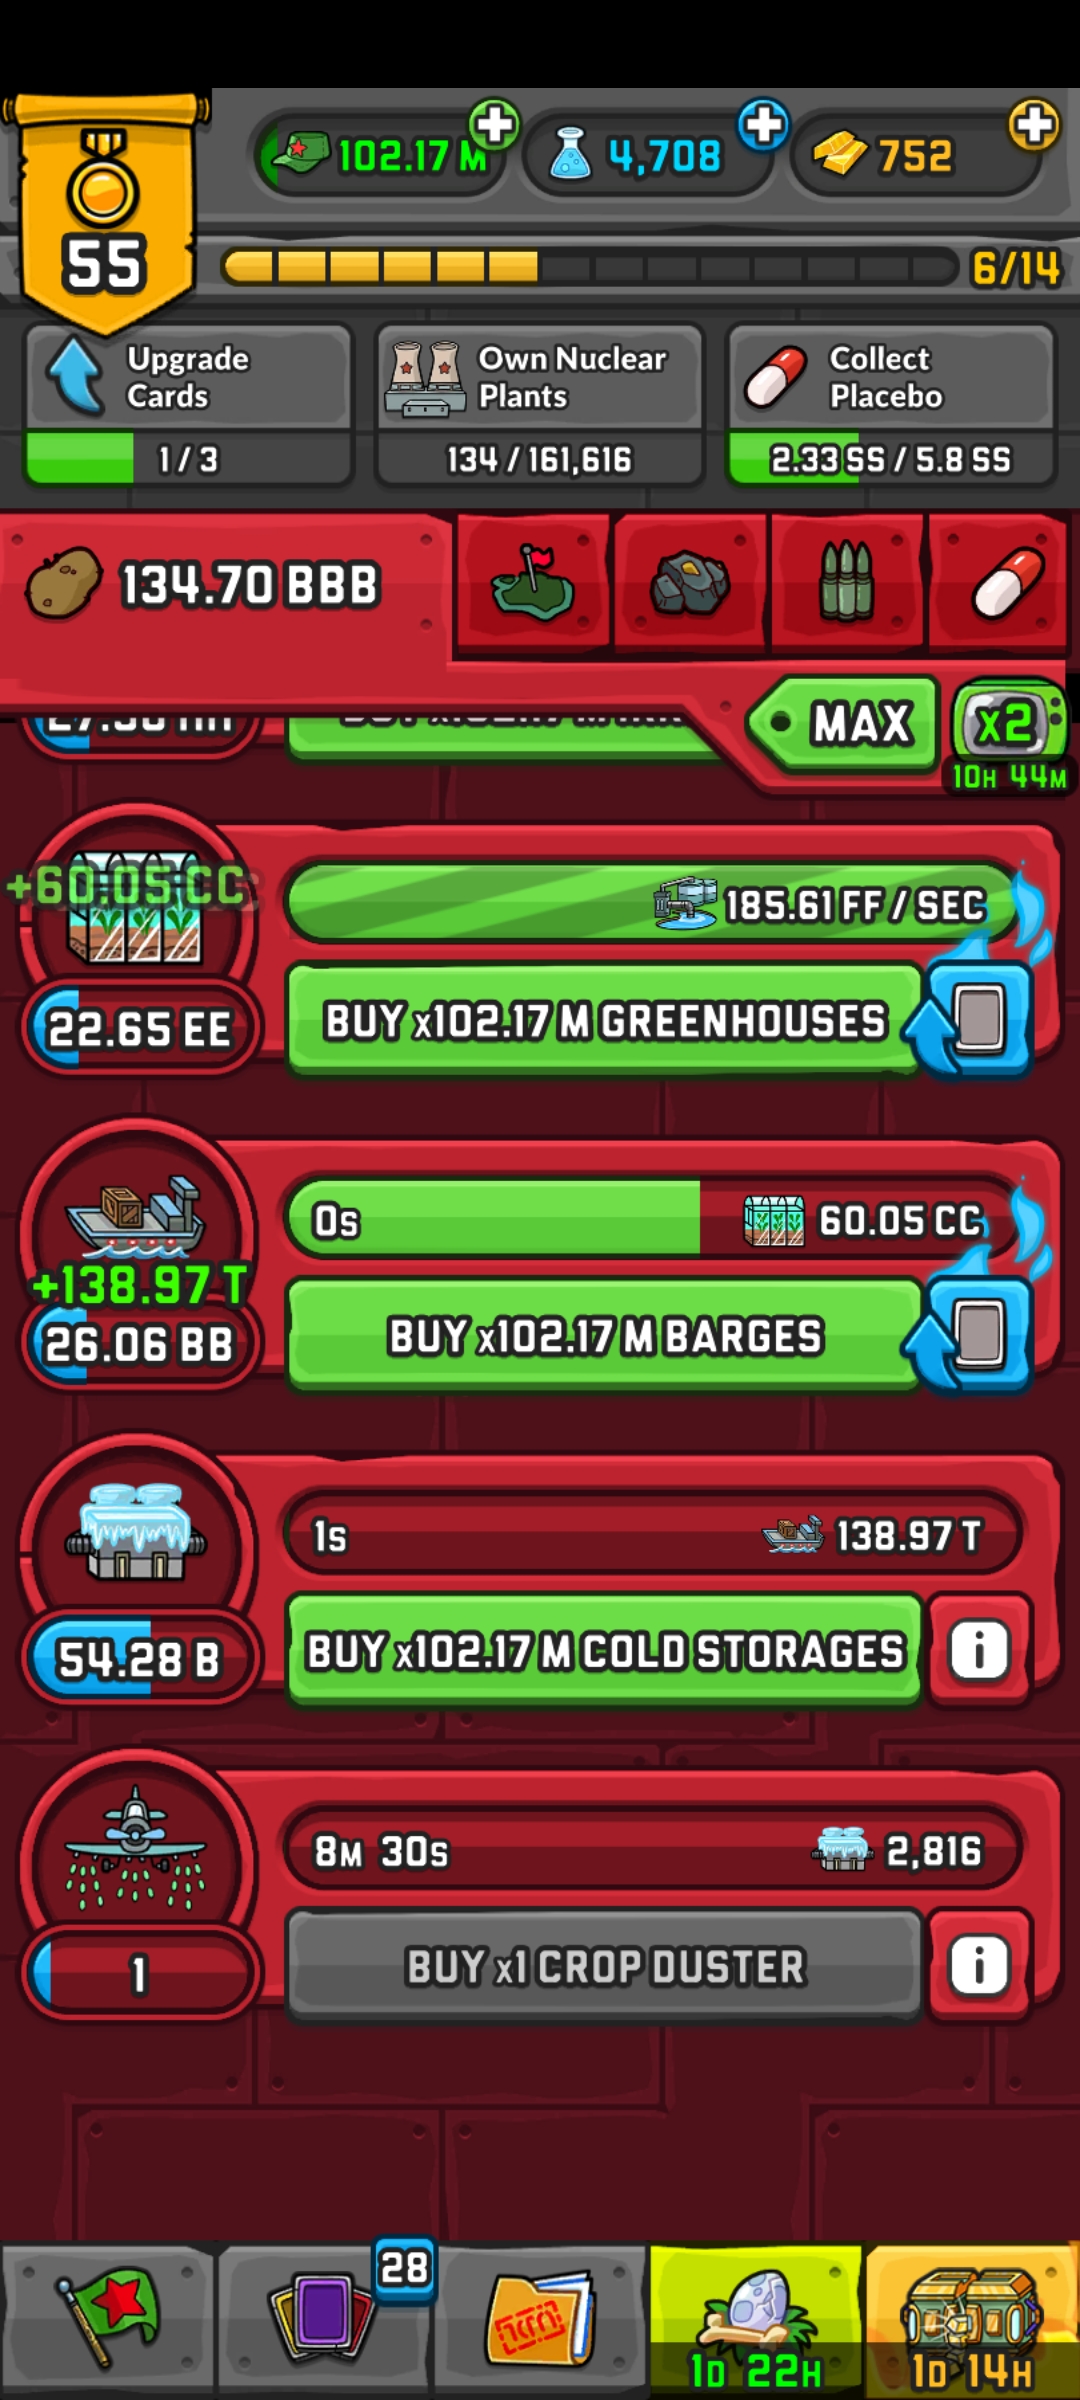 102.17 M
4,708
752
55
6/14
Upgrade
Cards
1 / 3
Own Nuclear
Plants
134 / 161,616
Collect
Placebo
2.33 SS / 5.8 SS
134.70 BBB
MAX
x2
10H 44M
+60.05 CC
185.61 FF / SEC
22.65 EE
BUY x102.17 M GREENHOUSES
0s
60.05 CC
+138.97 T
26.06 BB
BUY x102.17 M BARGES
1s
138.97 T
54.28 B
BUY x102.17 M COLD STORAGES
i
8M 30s
2,816
1
BUY x1 CROP DUSTER
i
28
1D 22H
1D 14H